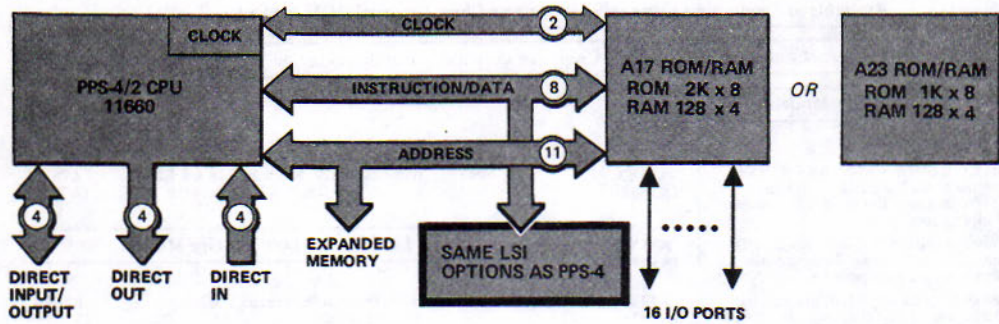 CLOCK
CLOCK
2
PPS-4/2 CPU
11660
INSTRUCTION/DATA
8
A17 ROM/RAM
ROM 2K x 8
RAM 128 x 4
OR
A23 ROM/RAM
ROM 1K x 8
RAM 128 x 4
ADDRESS
11
4
4
4
DIRECT
INPUT/
OUTPUT
DIRECT
OUT
DIRECT
IN
EXPANDED
MEMORY
SAME LSI
OPTIONS AS PPS-4
16 I/O PORTS